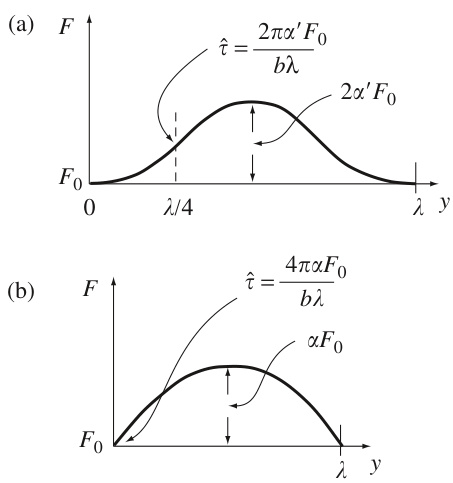 (a)
F
τ̂ = 2πα′F₀ / bλ
2α′F₀
F₀
0
λ/4
λ
y
(b)
F
τ̂ = 4παF₀ / bλ
αF₀
F₀
λ
y